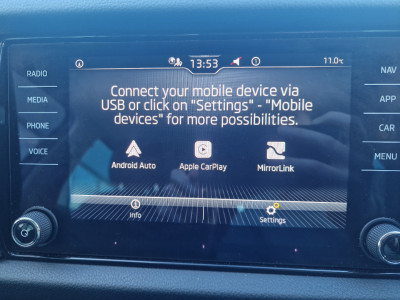 13:53
11.0°C
RADIO
MEDIA
PHONE
VOICE
Connect your mobile device via
USB or click on "Settings" - "Mobile
devices" for more possibilities.
Android Auto
Apple CarPlay
MirrorLink
Info
Settings
NAV
APP
CAR
MENU